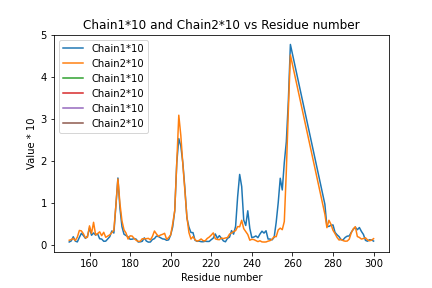 Chain1*10 and Chain2*10 vs Residue number
Chain1*10
Chain2*10
Chain1*10
Chain2*10
Chain1*10
Chain2*10
Value * 10
5
4
3
2
1
0
160
180
200
220
240
260
280
300
Residue number